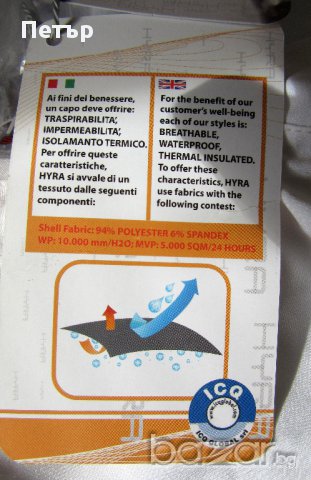 Петър
Ai fini del benessere,
un capo deve offrire:
TRASPIRABILITA',
IMPERMEABILITA',
ISOLAMANTO TERMICO.
Per offrire queste
caratteristiche,
HYRA si avvale di un
tessuto dalle seguenti
componenti:
For the benefit of our
customer's well-being
each of our styles is:
BREATHABLE,
WATERPROOF,
THERMAL INSULATED.
To offer these
characteristics, HYRA
use fabrics with the
following contest:
Shell Fabric: 94% POLYESTER 6% SPANDEX
WP: 10.000 mm/H2O; MVP: 5.000 SQM/24 HOURS
ICQ
www.icqglobal.com
ICQ GLOBAL srl
bazar.bg